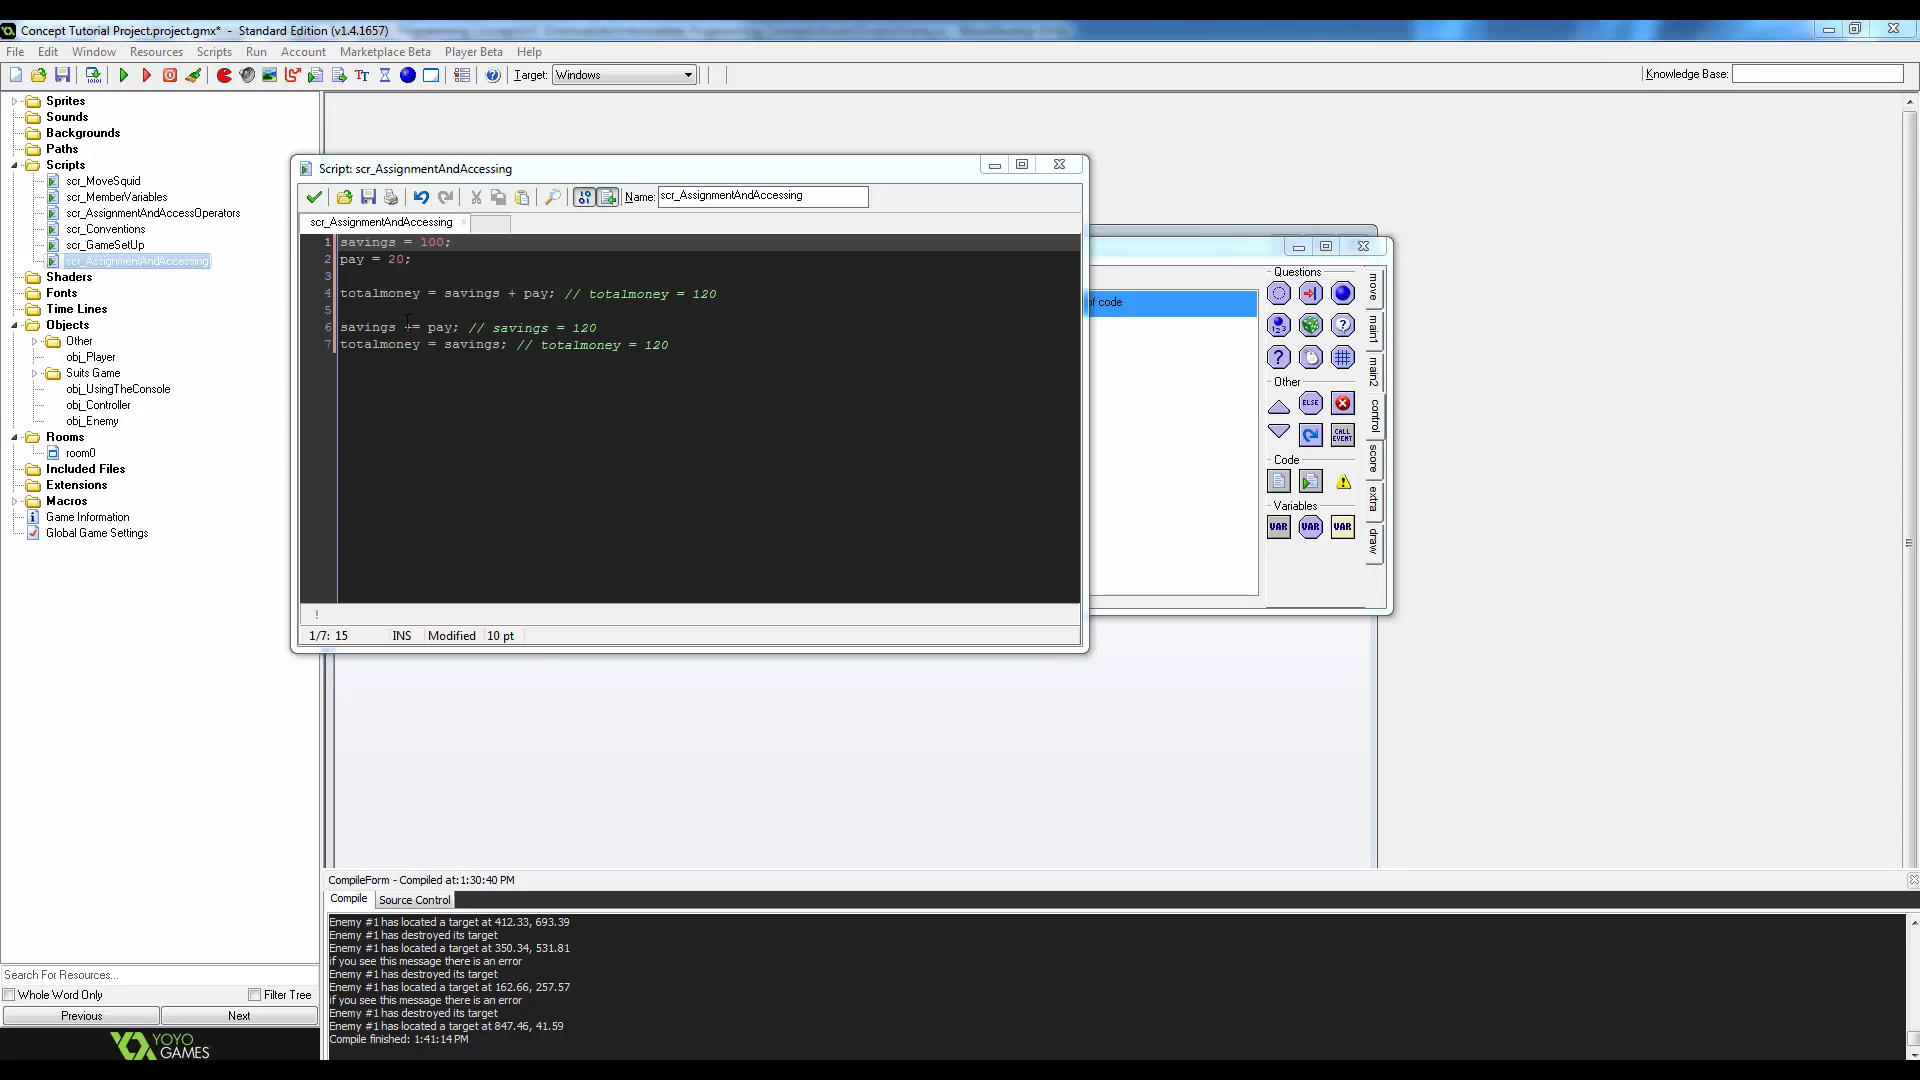 Concept Tutorial Project.project.gmx* - Standard Edition (v1.4.1657)
File Edit Window Resources Scripts Run Account Marketplace Beta Player Beta Help
Target: Windows
Knowledge Base:
Sprites
Sounds
Backgrounds
Paths
Scripts
scr_MoveSquid
scr_MemberVariables
scr_AssignmentAndAccessOperators
scr_Conventions
scr_GameSetUp
scr_AssignmentAndAccessing
Shaders
Fonts
Time Lines
Objects
Other
obj_Player
Suits Game
obj_UsingTheConsole
obj_Controller
obj_Enemy
Rooms
room0
Included Files
Extensions
Macros
Game Information
Global Game Settings
Search For Resources...
Whole Word Only
Filter Tree
Previous
Next
YOYO
GAMES
Script: scr_AssignmentAndAccessing
Name: scr_AssignmentAndAccessing
scr_AssignmentAndAccessing
1 savings = 100;
2 pay = 20;
3
4 totalmoney = savings + pay; // totalmoney = 120
5
6 savings += pay; // savings = 120
7 totalmoney = savings; // totalmoney = 120
!
1/7: 15 INS Modified 10 pt
of code
Questions
?
Other
ELSE
CALL EVENT
Code
Variables
VAR VAR VAR
move
main1
main2
control
score
extra
draw
CompileForm - Compiled at:1:30:40 PM
Compile Source Control
Enemy #1 has located a target at 412.33, 693.39
Enemy #1 has destroyed its target
Enemy #1 has located a target at 350.34, 531.81
if you see this message there is an error
Enemy #1 has destroyed its target
Enemy #1 has located a target at 162.66, 257.57
if you see this message there is an error
Enemy #1 has destroyed its target
Enemy #1 has located a target at 847.46, 41.59
Compile finished: 1:41:14 PM